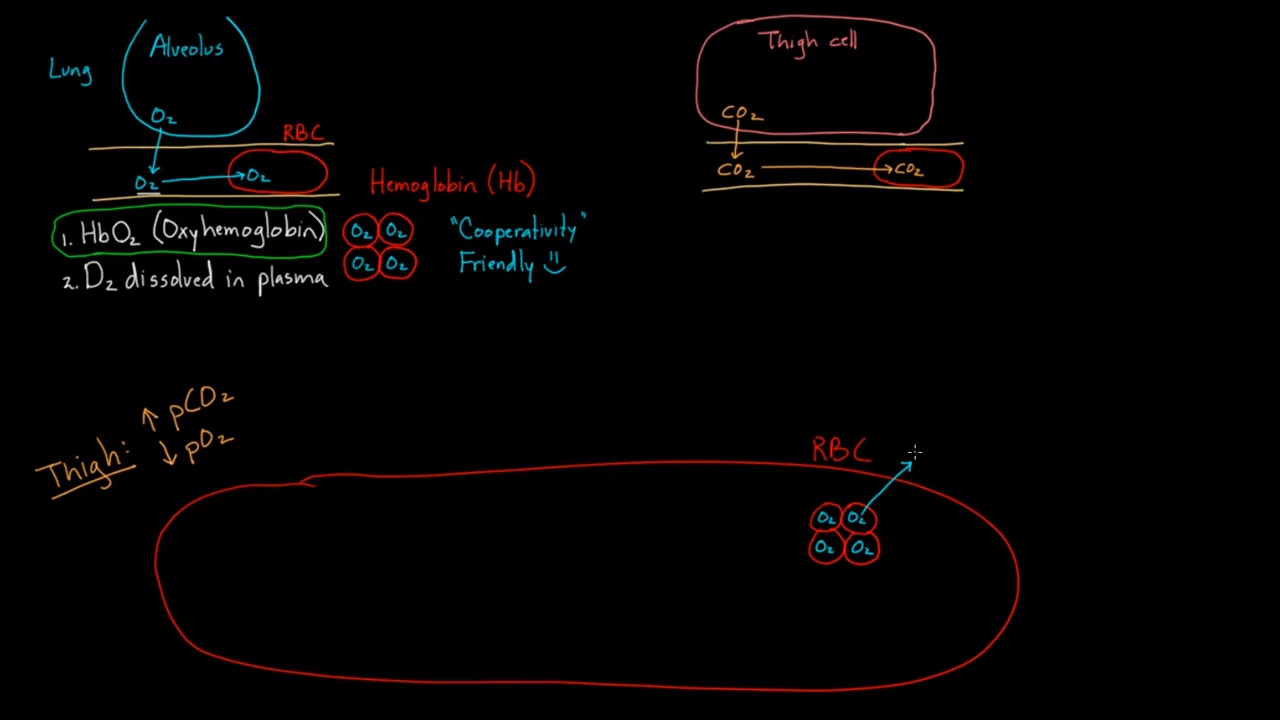 Lung
Alveolus
O₂
RBC
O₂
O₂
1. HbO₂ (Oxyhemoglobin)
2. O₂ dissolved in plasma
Hemoglobin (Hb)
O₂ O₂
O₂ O₂
"Cooperativity"
Friendly
Thigh cell
CO₂
CO₂
CO₂
Thigh: ↑ pCO₂
↓ pO₂
RBC
O₂ O₂
O₂ O₂